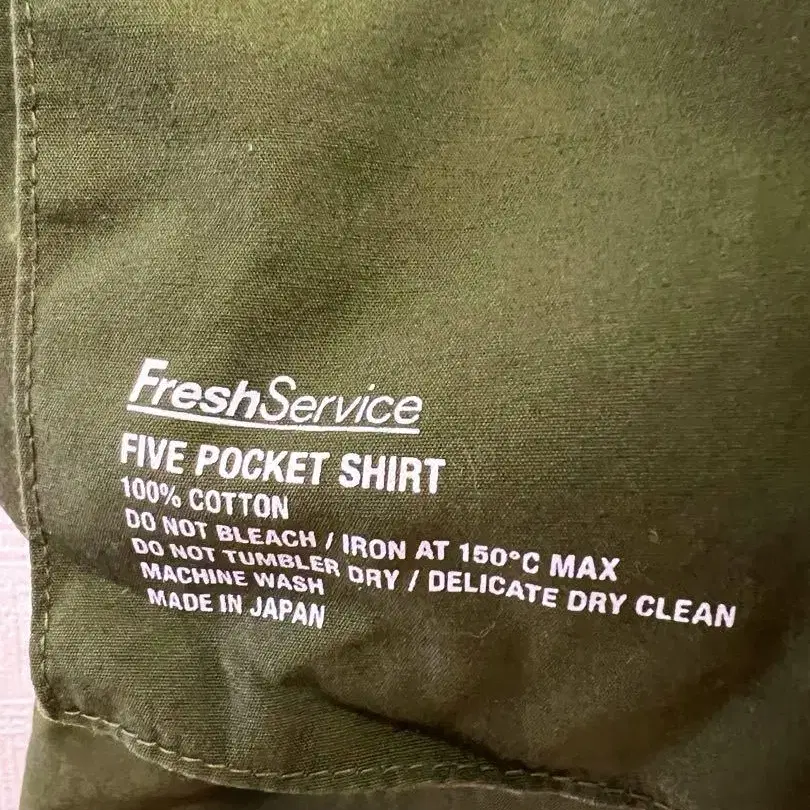 FreshService
FIVE POCKET SHIRT
100% COTTON
DO NOT BLEACH / IRON AT 150°C MAX
DO NOT TUMBLER DRY / DELICATE DRY CLEAN
MACHINE WASH
MADE IN JAPAN